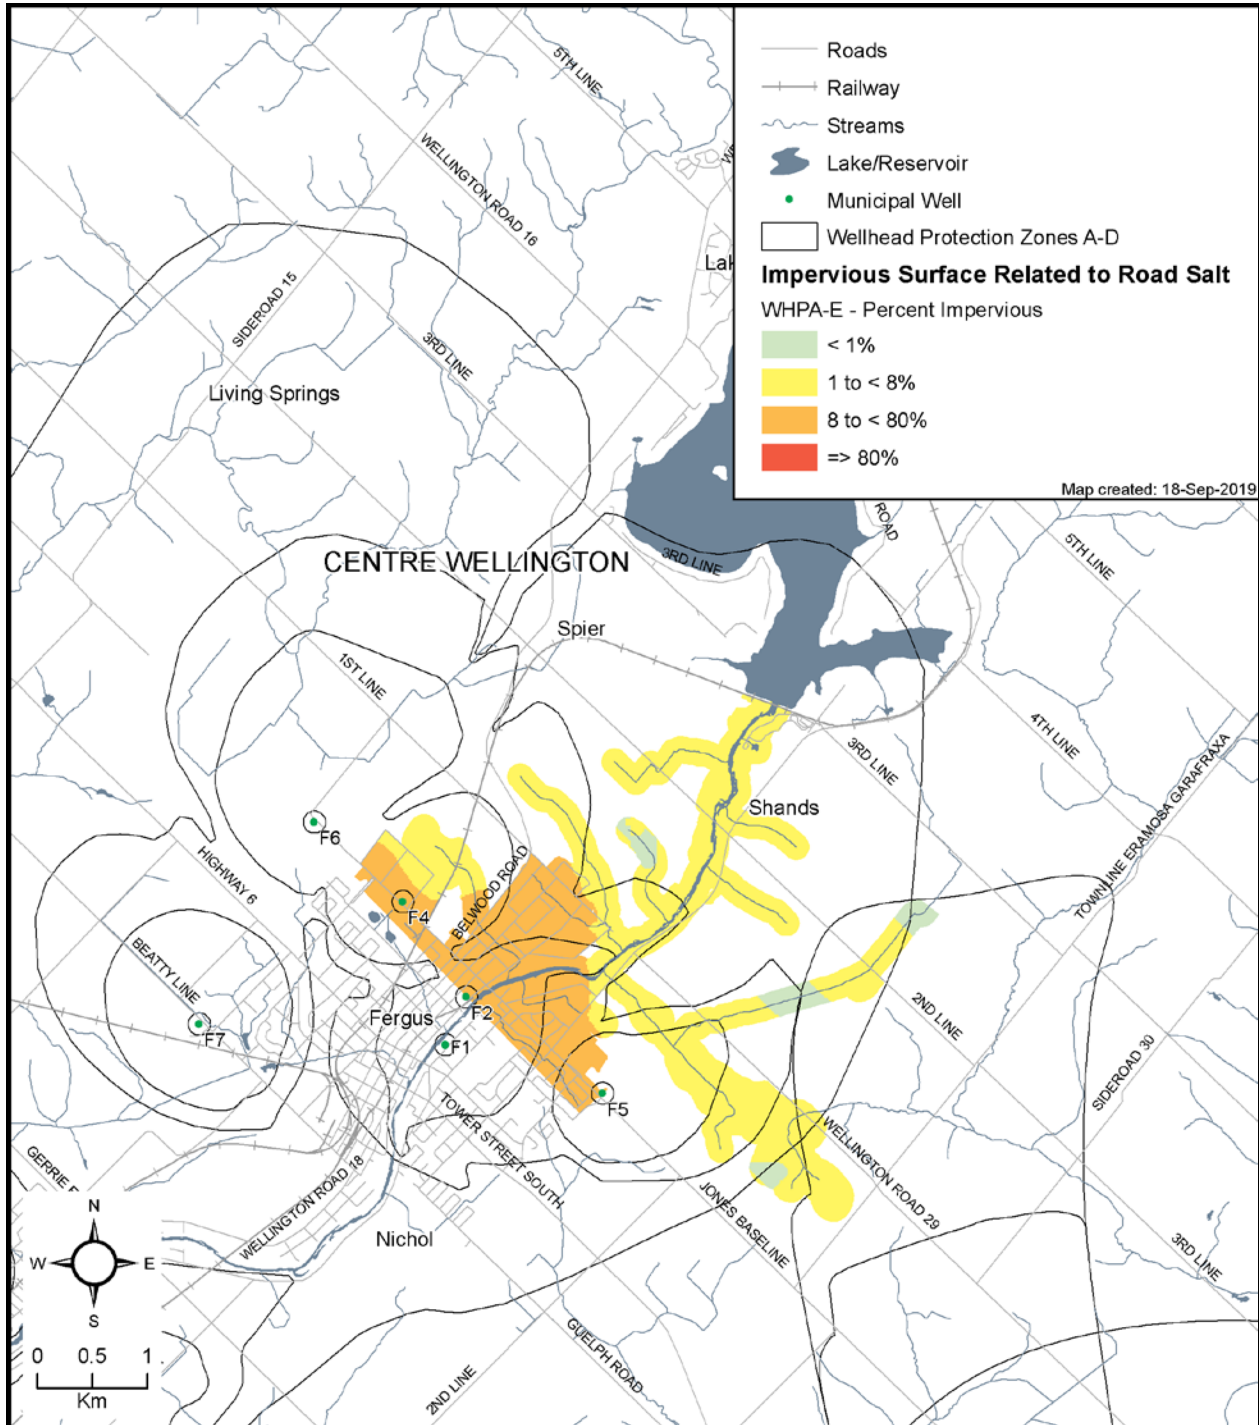 Roads
Railway
Streams
Lake/Reservoir
Municipal Well
Wellhead Protection Zones A-D
Impervious Surface Related to Road Salt
WHPA-E - Percent Impervious
< 1%
1 to < 8%
8 to < 80%
=> 80%
Map created: 18-Sep-2019
5TH LINE
WELLINGTON ROAD 16
SIDEROAD 15
3RD LINE
Living Springs
ROAD
3RD LINE
5TH LINE
CENTRE WELLINGTON
Spier
1ST LINE
4TH LINE
3RD LINE
TOWNLINE ERAMOSA GARAFRAXA
Shands
F6
HIGHWAY 6
BELWOOD ROAD
F4
BEATTY LINE
2ND LINE
F2
Fergus
F7
F1
SIDEROAD 30
F5
TOWER STREET SOUTH
WELLINGTON ROAD 29
GERRIE
WELLINGTON ROAD 18
JONES BASELINE
Nichol
3RD LINE
N
W
E
S
GUELPH ROAD
2ND LINE
0 0.5 1
Km